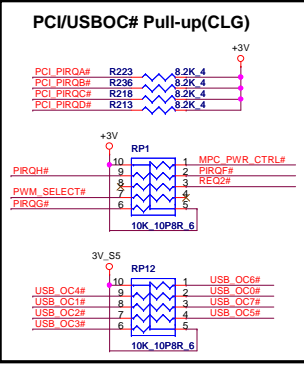 PCI/USBOC# Pull-up(CLG)
+3V
PCI_PIRQA# R223 8.2K_4
PCI_PIRQB# R236 8.2K_4
PCI_PIRQC# R218 8.2K_4
PCI_PIRQD# R213 8.2K_4
+3V
RP1
10 1 MPC_PWR_CTRL#
PIRQH# 9 2 PIRQF#
8 3 REQ2#
PWM_SELECT# 7 4
PIRQG# 6 5
10K_10P8R_6
3V_S5
RP12
10 1 USB_OC6#
USB_OC4# 9 2 USB_OC0#
USB_OC1# 8 3 USB_OC7#
USB_OC2# 7 4 USB_OC5#
USB_OC3# 6 5
10K_10P8R_6